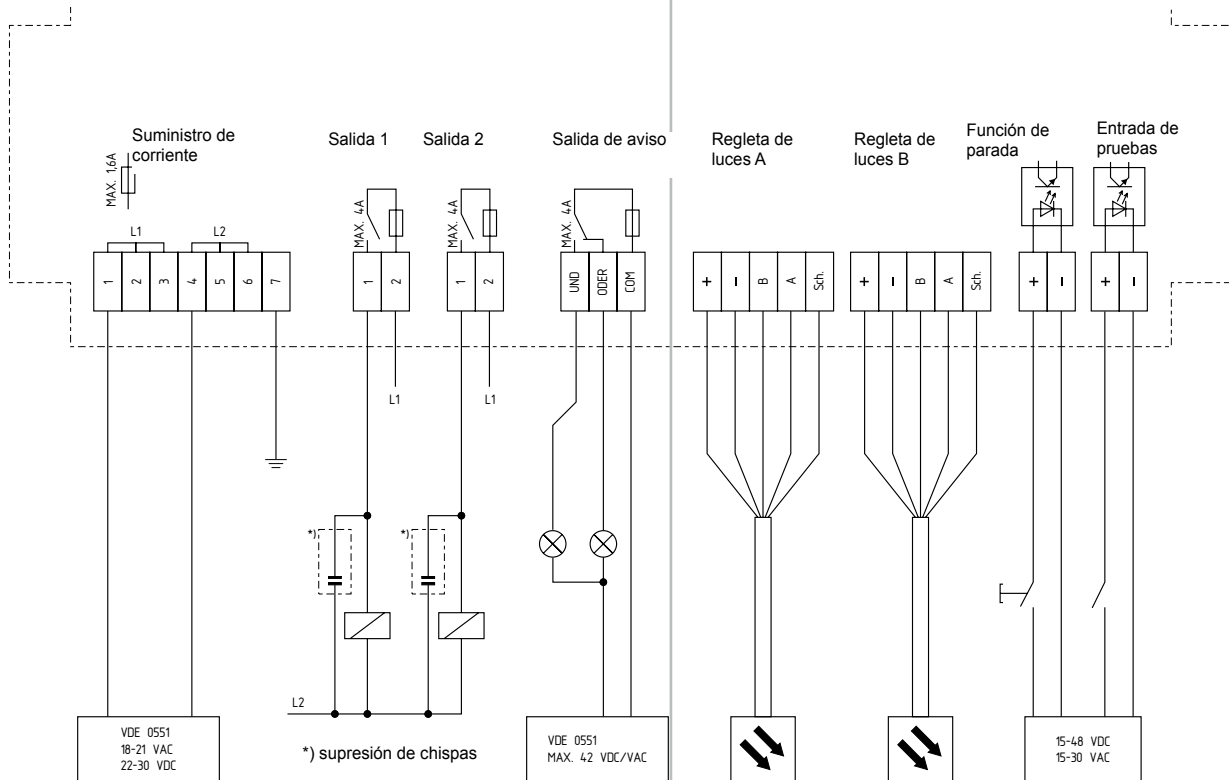 Suministro de
corriente
Salida 1
Salida 2
Salida de aviso
Regleta de
luces A
Regleta de
luces B
Función de
parada
Entrada de
pruebas
MAX. 1,6A
MAX. 4A
MAX. 4A
MAX. 4A
L1
L2
1
2
3
4
5
6
7
1
2
1
2
UND
ODER
COM
+
-
B
A
Sch.
+
-
B
A
Sch.
+
-
+
-
L1
L1
*)
*)
L2
VDE 0551
18-21 VAC
22-30 VDC
*) supresión de chispas
VDE 0551
MAX. 42 VDC/VAC
15-48 VDC
15-30 VAC